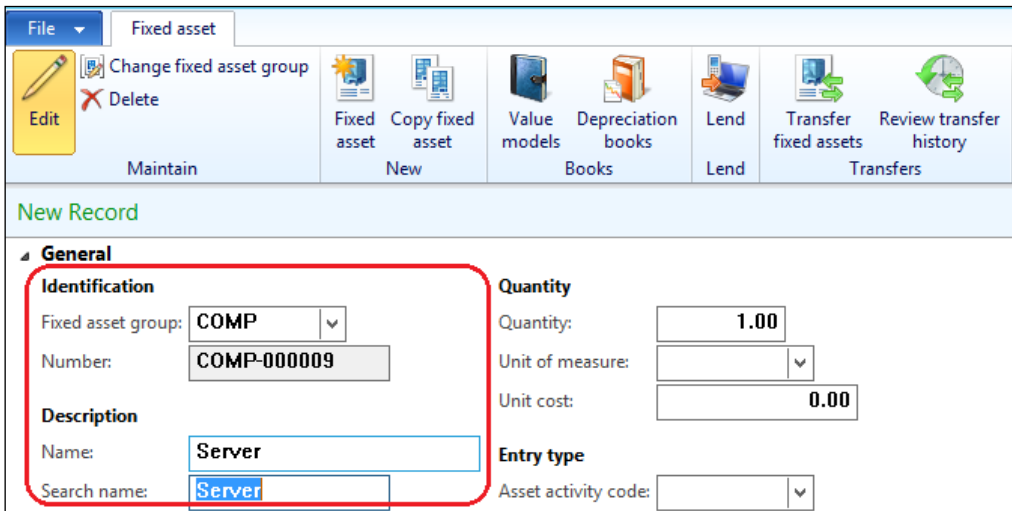 File Fixed asset
Edit
Change fixed asset group
Delete
Maintain
Fixed asset
Copy fixed asset
New
Value models
Depreciation books
Books
Lend
Lend
Transfer fixed assets
Review transfer history
Transfers
New Record
General
Identification
Fixed asset group: COMP
Number: COMP-000009
Description
Name: Server
Search name: Server
Quantity
Quantity: 1.00
Unit of measure:
Unit cost: 0.00
Entry type
Asset activity code: